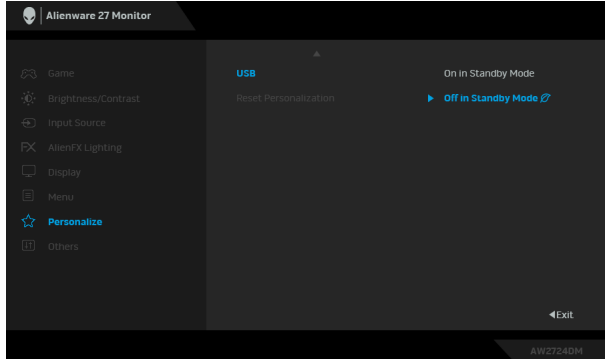 Alienware 27 Monitor
Game
Brightness/Contrast
Input Source
FX AlienFX Lighting
Display
Menu
Personalize
Others
USB
Reset Personalization
On in Standby Mode
Off in Standby Mode
Exit
AW2724DM